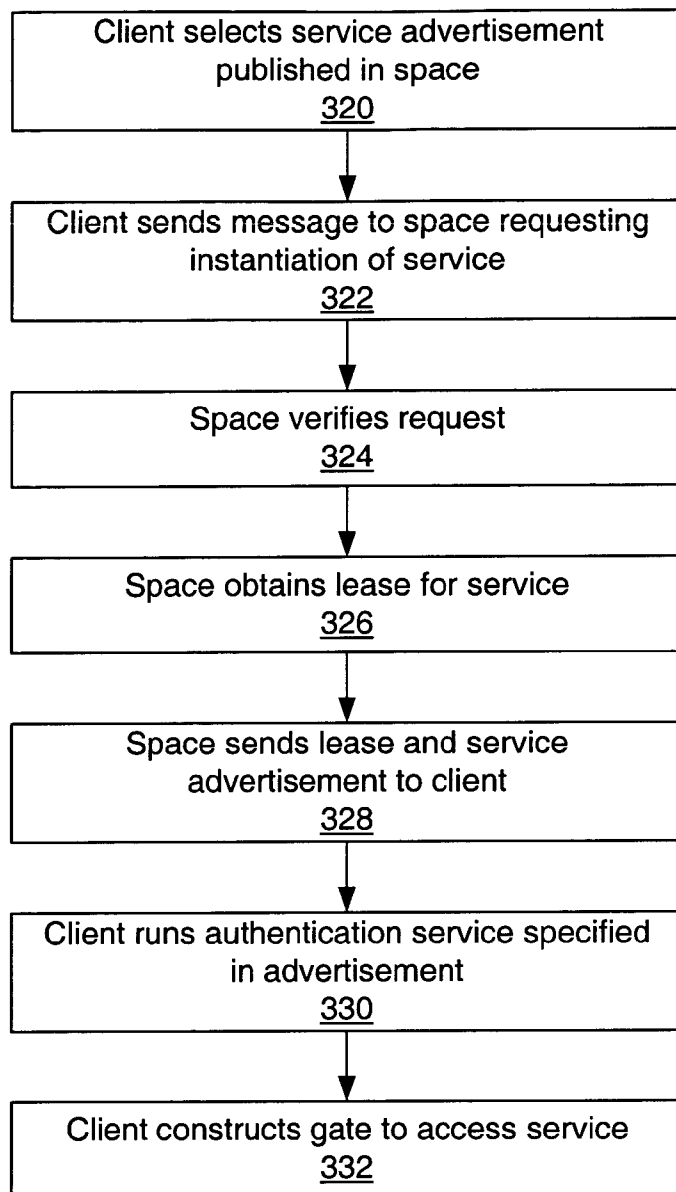 Client selects service advertisement
published in space
320
Client sends message to space requesting
instantiation of service
322
Space verifies request
324
Space obtains lease for service
326
Space sends lease and service
advertisement to client
328
Client runs authentication service specified
in advertisement
330
Client constructs gate to access service
332